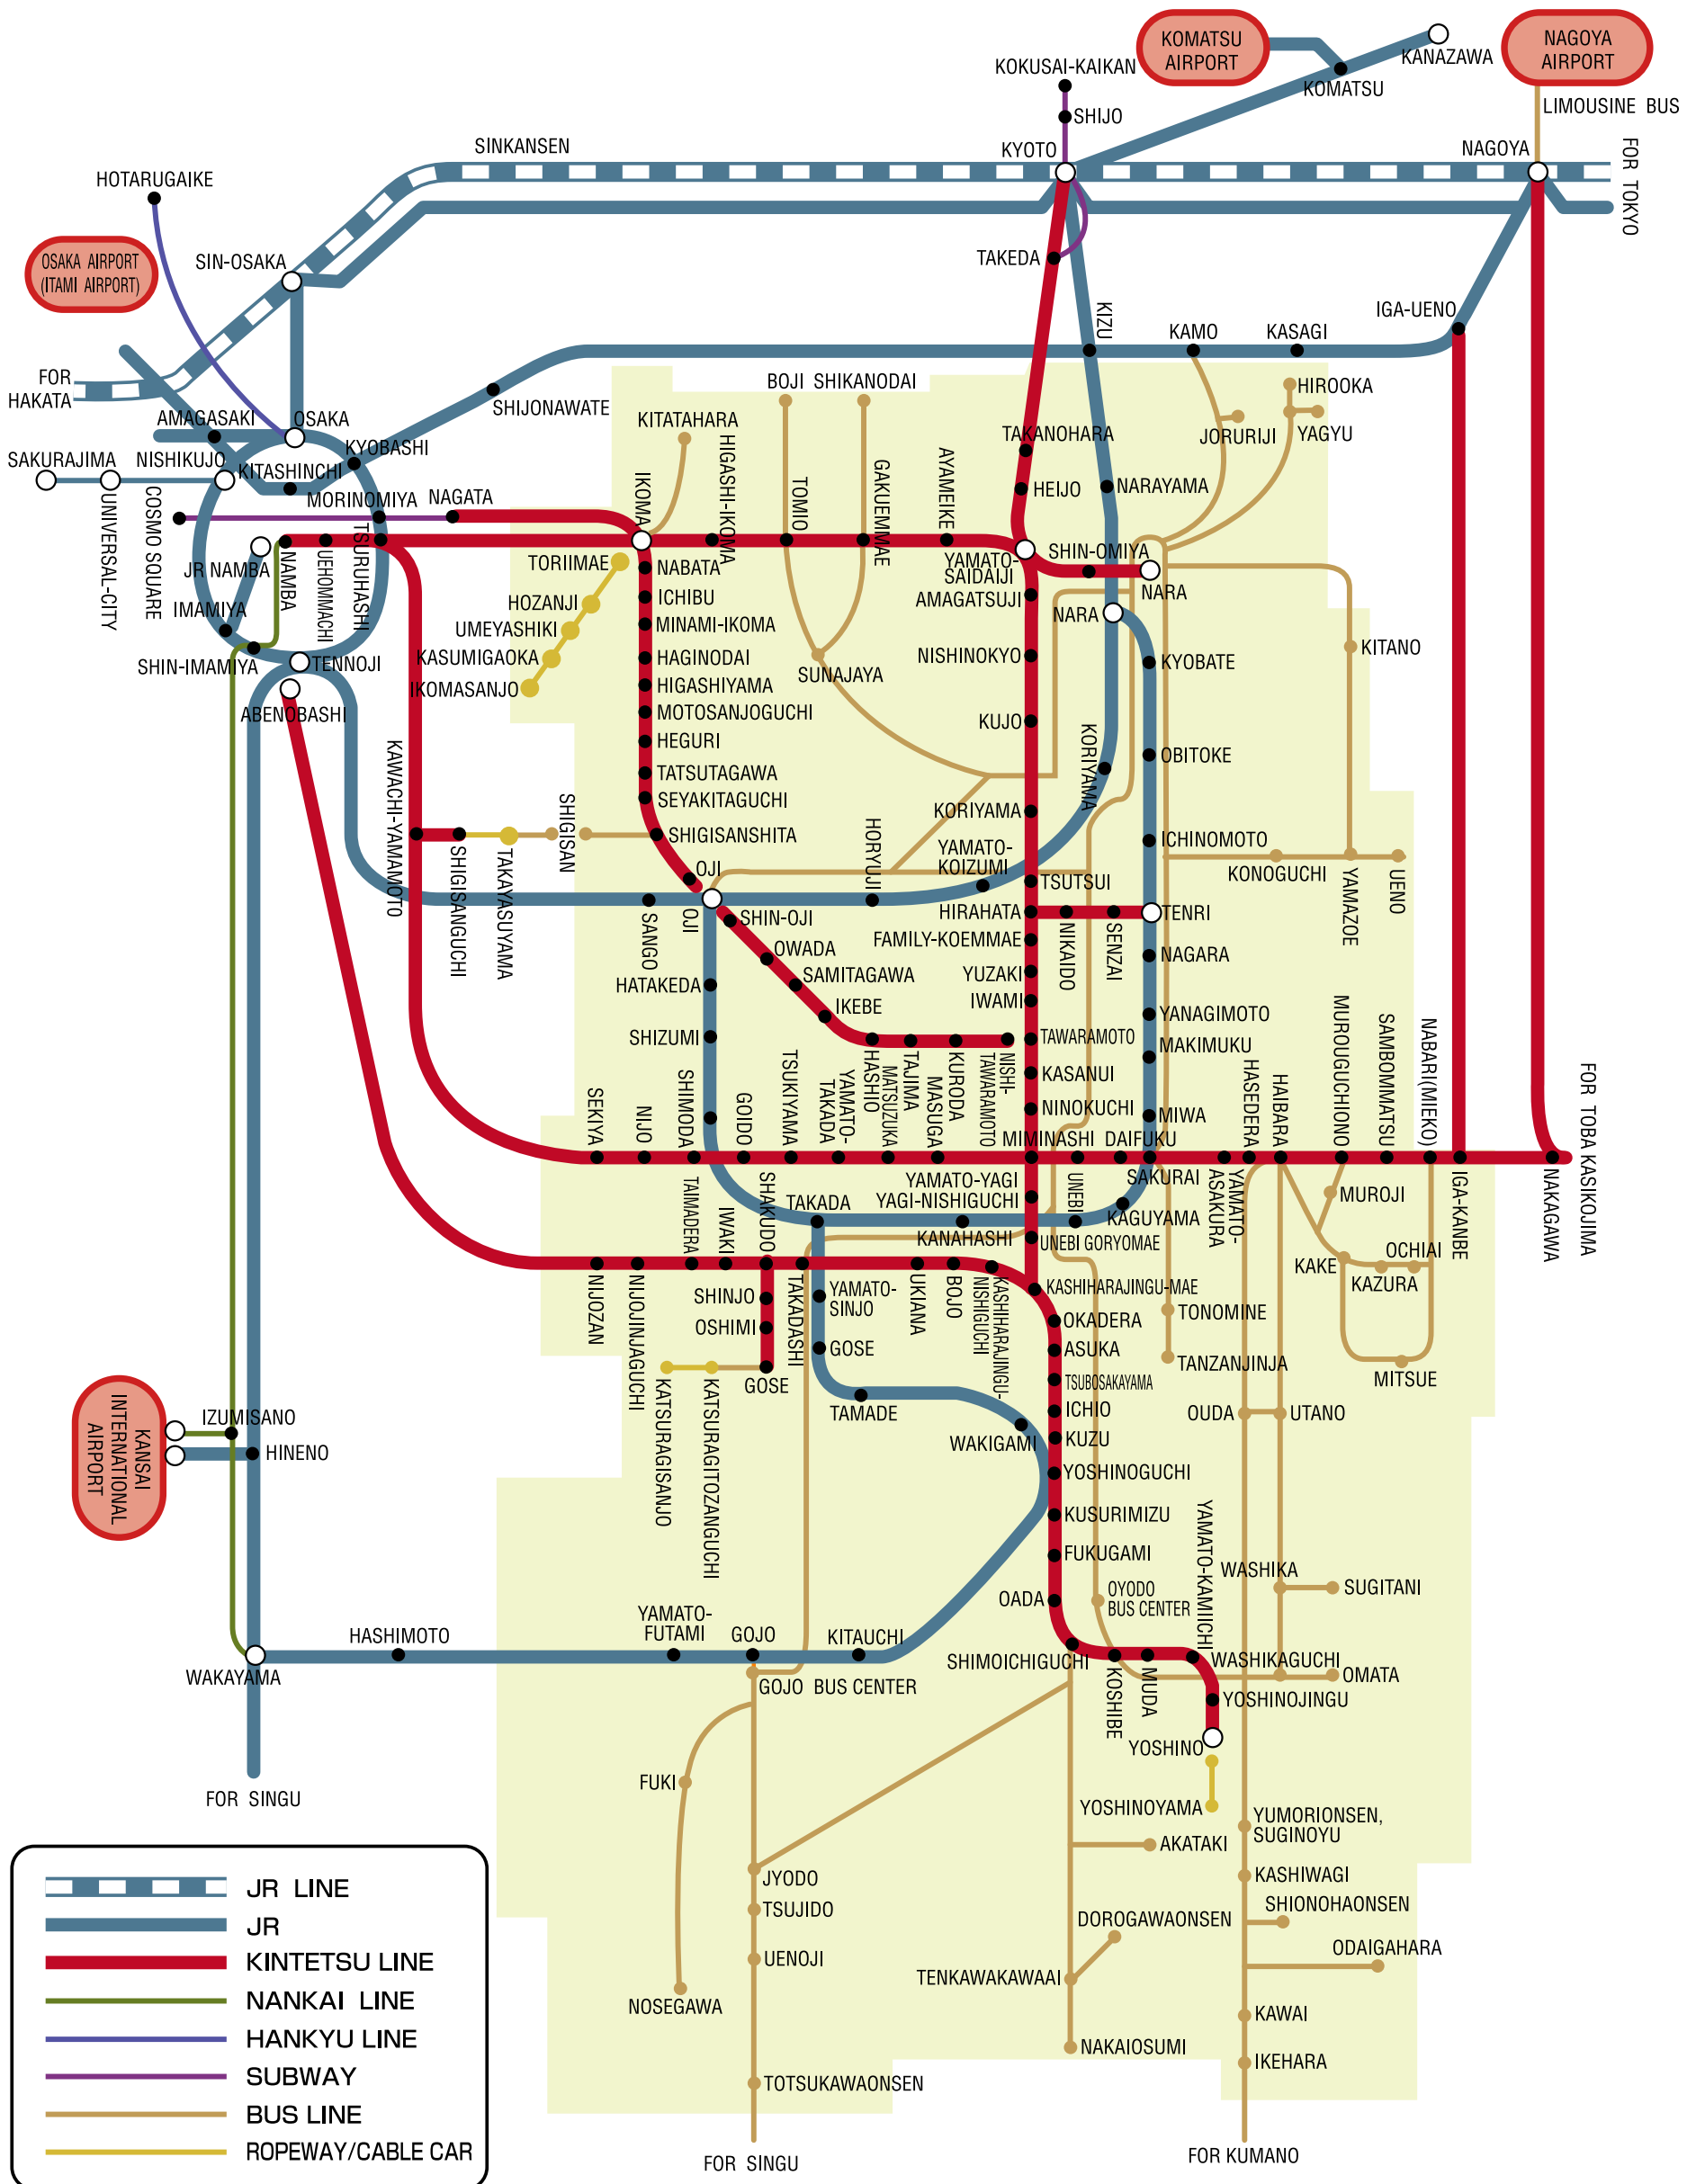 KOMATSU
AIRPORT
KANAZAWA
KOMATSU
NAGOYA
AIRPORT
LIMOUSINE BUS
KOKUSAI-KAIKAN
SHIJO
KYOTO
NAGOYA
FOR TOKYO
SINKANSEN
HOTARUGAIKE
OSAKA AIRPORT
(ITAMI AIRPORT)
SIN-OSAKA
TAKEDA
KIZU
KAMO
KASAGI
IGA-UENO
FOR
HAKATA
AMAGASAKI
OSAKA
SHIJONAWATE
KYOBASHI
SAKURAJIMA
NISHIKUJO
KITASHINCHI
MORINOMIYA
NAGATA
UNIVERSAL-CITY
COSMO SQUARE
JR NAMBA
NAMBA
UEHOMMACHI
TSURUHASHI
IMAMIYA
SHIN-IMAMIYA
TENNOJI
ABENOBASHI
BOJI SHIKANODAI
KITATAHARA
HIROOKA
YAGYU
JORURIJI
IKOMA
HIGASHI-IKOMA
TOMIO
GAKUEMMAE
AYAMEIKE
TAKANOHARA
HEIJO
NARAYAMA
YAMATO-
SAIDAIJI
SHIN-OMIYA
NARA
NARA
TORIIMAE
HOZANJI
UMEYASHIKI
KASUMIGAOKA
IKOMASANJO
NABATA
ICHIBU
MINAMI-IKOMA
HAGINODAI
HIGASHIYAMA
MOTOSANJOGUCHI
HEGURI
TATSUTAGAWA
SEYAKITAGUCHI
SHIGISANSHITA
OJI
SUNAJAYA
AMAGATSUJI
NISHINOKYO
KUJO
KORIYAMA
KORIYAMA
KYOBATE
OBITOKE
ICHINOMOTO
KITANO
KONOGUCHI
YAMAZOE
UENO
KAWACHI-YAMAMOTO
SHIGISANGUCHI
TAKAYASUYAMA
SHIGISAN
SANGO
OJI
HORYUJI
YAMATO-
KOIZUMI
TSUTSUI
HIRAHATA
NIKAIDO
SENZAI
TENRI
FAMILY-KOEMMAE
YUZAKI
IWAMI
NAGARA
YANAGIMOTO
MAKIMUKU
MIWA
SHIN-OJI
OWADA
SAMITAGAWA
IKEBE
HATAKEDA
SHIZUMI
HASHIO
TAJIMA
KURODA
NISHI-
TAWARAMOTO
TAWARAMOTO
KASANUI
NINOKUCHI
SEKIYA
NIJO
SHIMODA
GOIDO
TSUKIYAMA
YAMATO-
TAKADA
MATSUZUKA
MASUGA
MIMINASHI
DAIFUKU
SAKURAI
YAMATO-
ASAKURA
HASEDERA
HAIBARA
MUROUGUCHIONO
SAMBOMMATSU
NABARI(MIEKO)
IGA-KANBE
NAKAGAWA
FOR TOBA KASIKOJIMA
YAMATO-YAGI
YAGI-NISHIGUCHI
UNEBI
KAGUYAMA
TAKADA
KANAHASHI
UNEBI GORYOMAE
KASHIHARAJINGU-MAE
MUROJI
KAKE
KAZURA
OCHIAI
MITSUE
TONOMINE
TANZANJINJA
NIJOZAN
NIJOJINJAGUCHI
TAIMADERA
IWAKI
SHAKUDO
TAKADASHI
UKIANA
BOJO
KASHIHARAJINGU-
NISHIGUCHI
SHINJO
OSHIMI
GOSE
KATSURAGISANJO
KATSURAGITOZANGUCHI
YAMATO-
SINJO
GOSE
TAMADE
WAKIGAMI
OKADERA
ASUKA
TSUBOSAKAYAMA
ICHIO
KUZU
YOSHINOGUCHI
KUSURIMIZU
FUKUGAMI
OADA
OUDA
UTANO
WASHIKA
SUGITANI
WASHIKAGUCHI
OMATA
OYODO
BUS CENTER
SHIMOICHIGUCHI
KOSHIBE
MUDA
YAMATO-KAMIICHI
YOSHINOJINGU
YOSHINO
YOSHINOYAMA
KANSAI
INTERNATIONAL
AIRPORT
IZUMISANO
HINENO
WAKAYAMA
HASHIMOTO
YAMATO-
FUTAMI
GOJO
KITAUCHI
GOJO BUS CENTER
FOR SINGU
FUKI
NOSEGAWA
JYODO
TSUJIDO
UENOJI
TOTSUKAWAONSEN
FOR SINGU
AKATAKI
DOROGAWAONSEN
TENKAWAKAWAAI
NAKAIOSUMI
YUMORIONSEN,
SUGINOYU
KASHIWAGI
SHIONOHAONSEN
ODAIGAHARA
KAWAI
IKEHARA
FOR KUMANO
JR LINE
JR
KINTETSU LINE
NANKAI LINE
HANKYU LINE
SUBWAY
BUS LINE
ROPEWAY/CABLE CAR